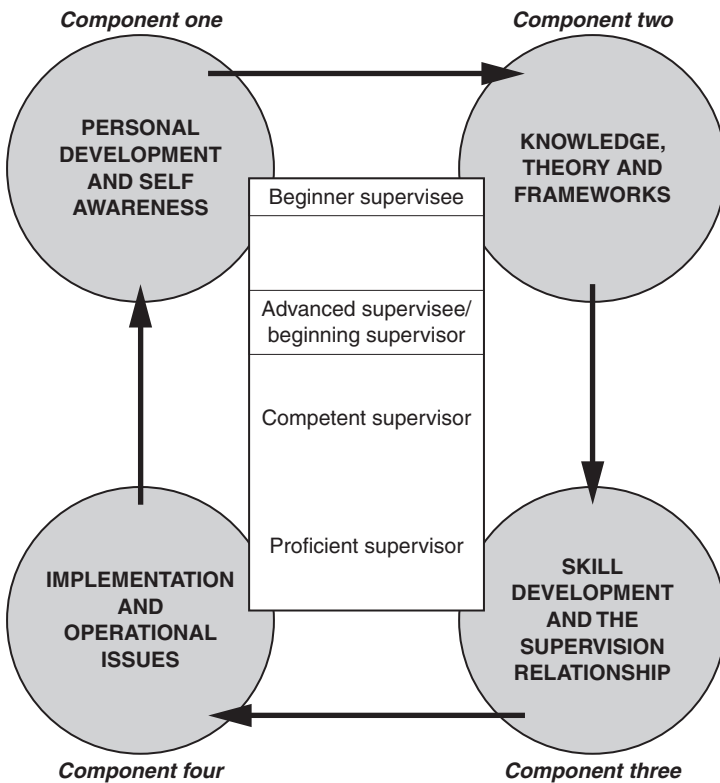 Component one
Component two
PERSONAL
DEVELOPMENT
AND SELF
AWARENESS
KNOWLEDGE,
THEORY AND
FRAMEWORKS
Beginner supervisee
Advanced supervisee/
beginning supervisor
Competent supervisor
Proficient supervisor
IMPLEMENTATION
AND
OPERATIONAL
ISSUES
SKILL
DEVELOPMENT
AND THE
SUPERVISION
RELATIONSHIP
Component four
Component three